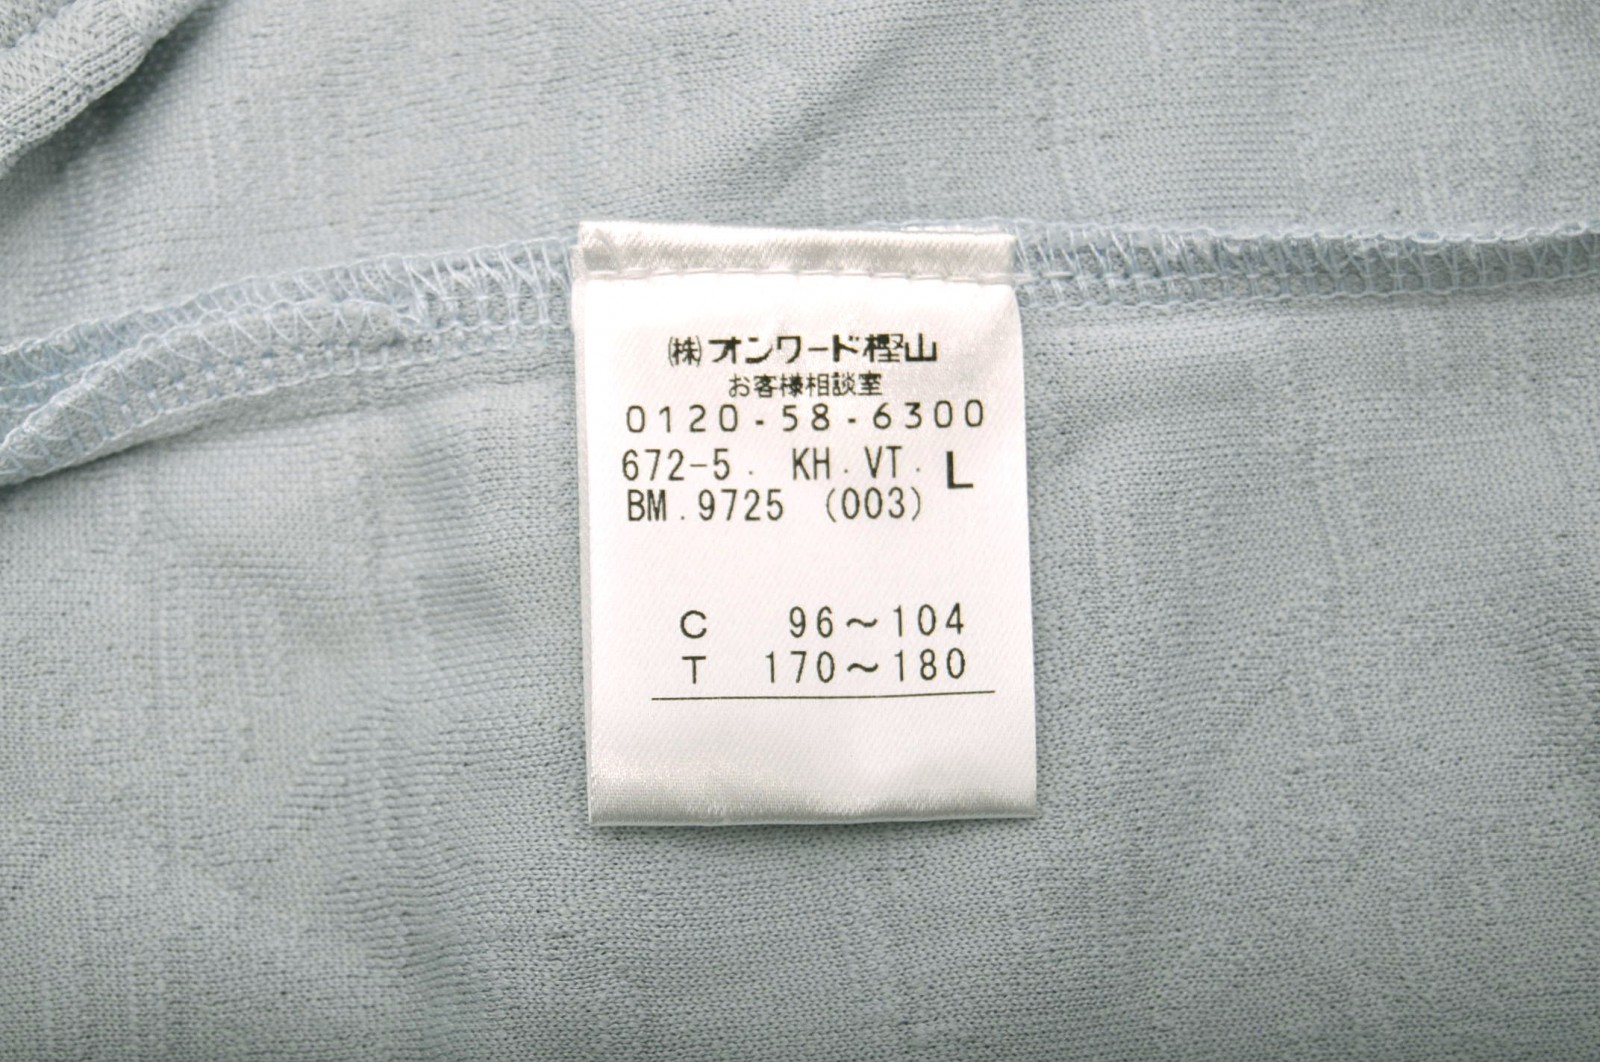 (株)オンワード樫山
お客様相談室
0120-58-6300
672-5. KH.VT. L
BM.9725 (003)
C 96～104
T 170～180